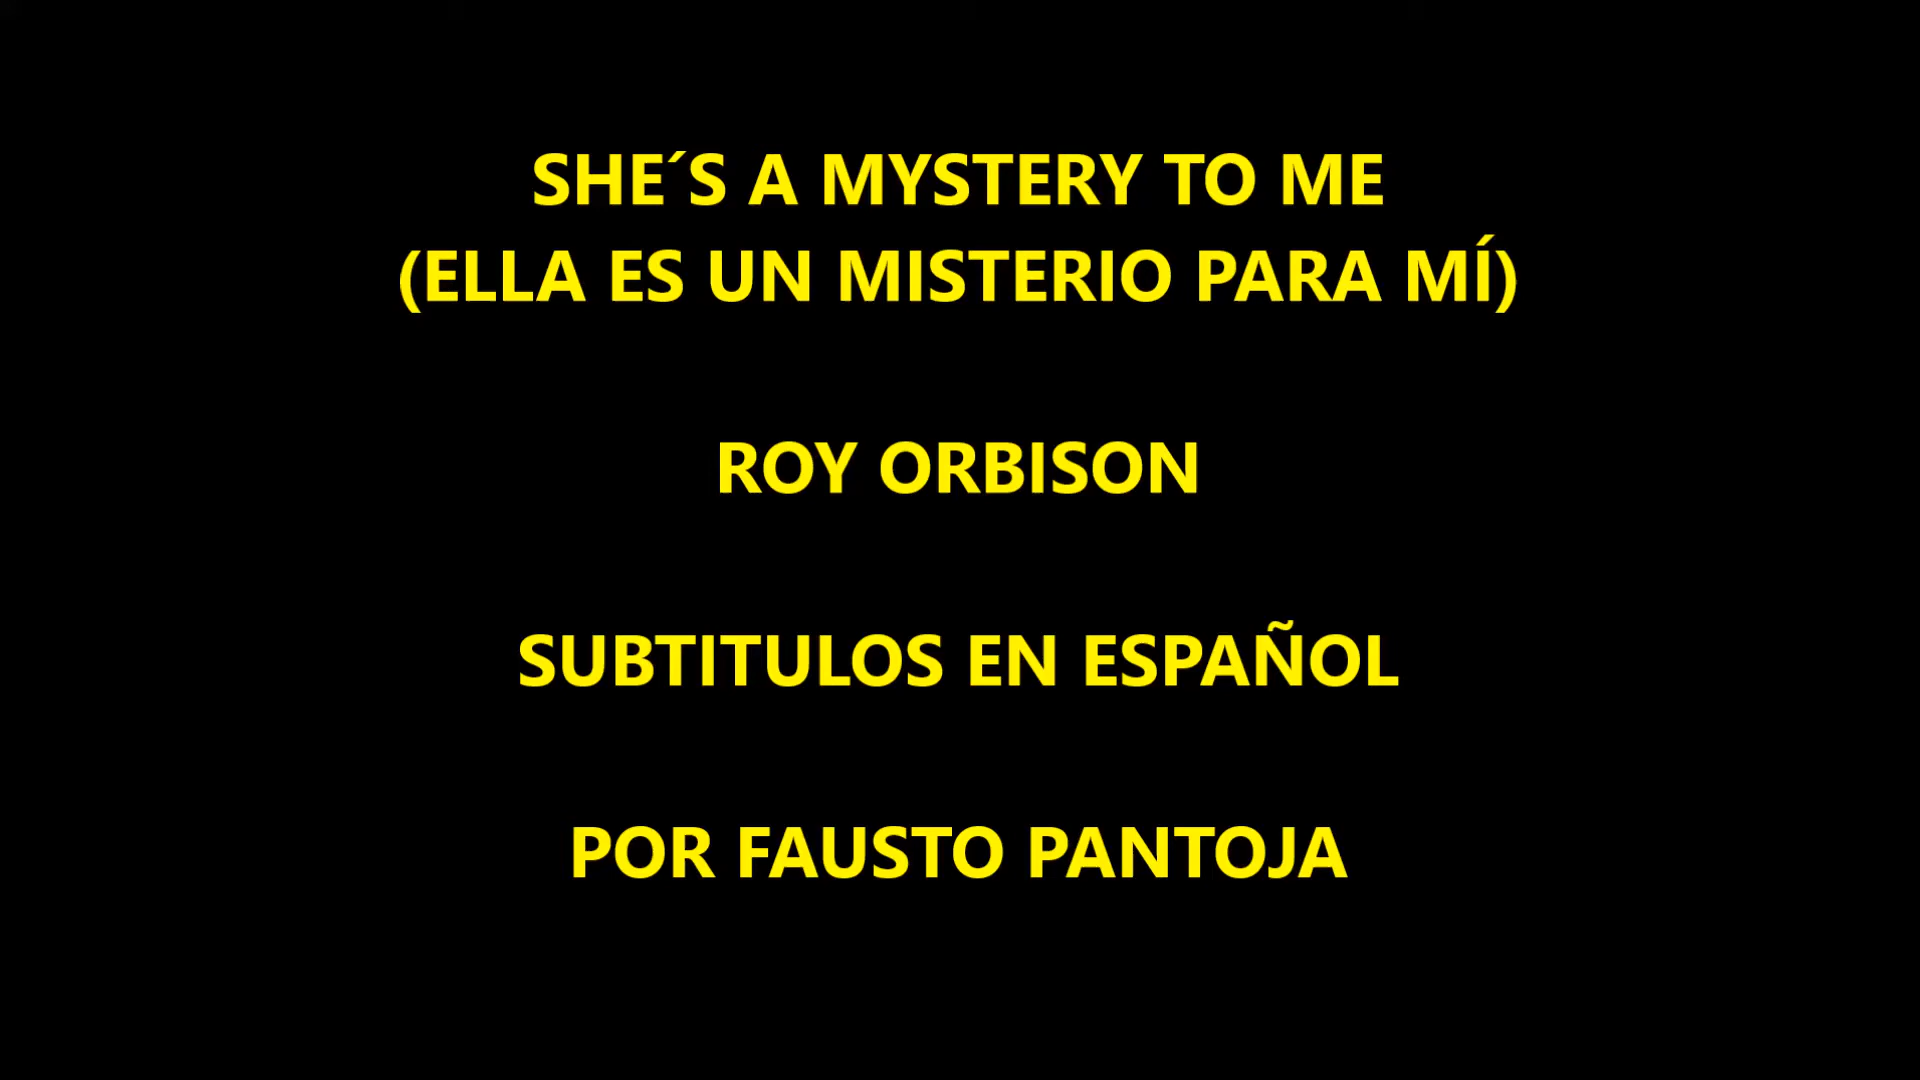 SHE´S A MYSTERY TO ME
(ELLA ES UN MISTERIO PARA MÍ)
ROY ORBISON
SUBTITULOS EN ESPAÑOL
POR FAUSTO PANTOJA